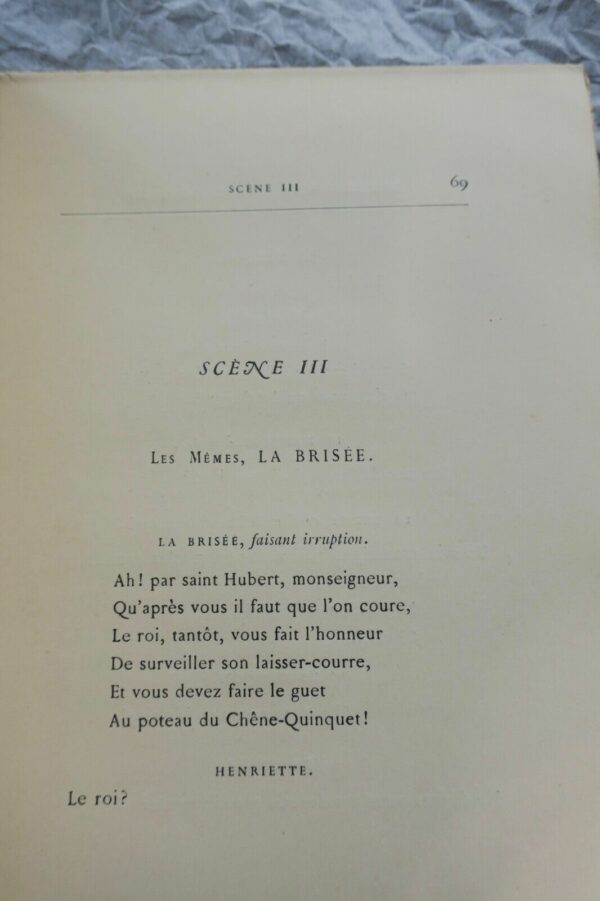 SCENE III 69
SCÈNE III
LES MÊMES, LA BRISÉE.
LA BRISÉE, faisant irruption.
Ah! par saint Hubert, monseigneur,
Qu'après vous il faut que l'on coure,
Le roi, tantôt, vous fait l'honneur
De surveiller son laisser-courre,
Et vous devez faire le guet
Au poteau du Chêne-Quinquet!
HENRIETTE.
Le roi?